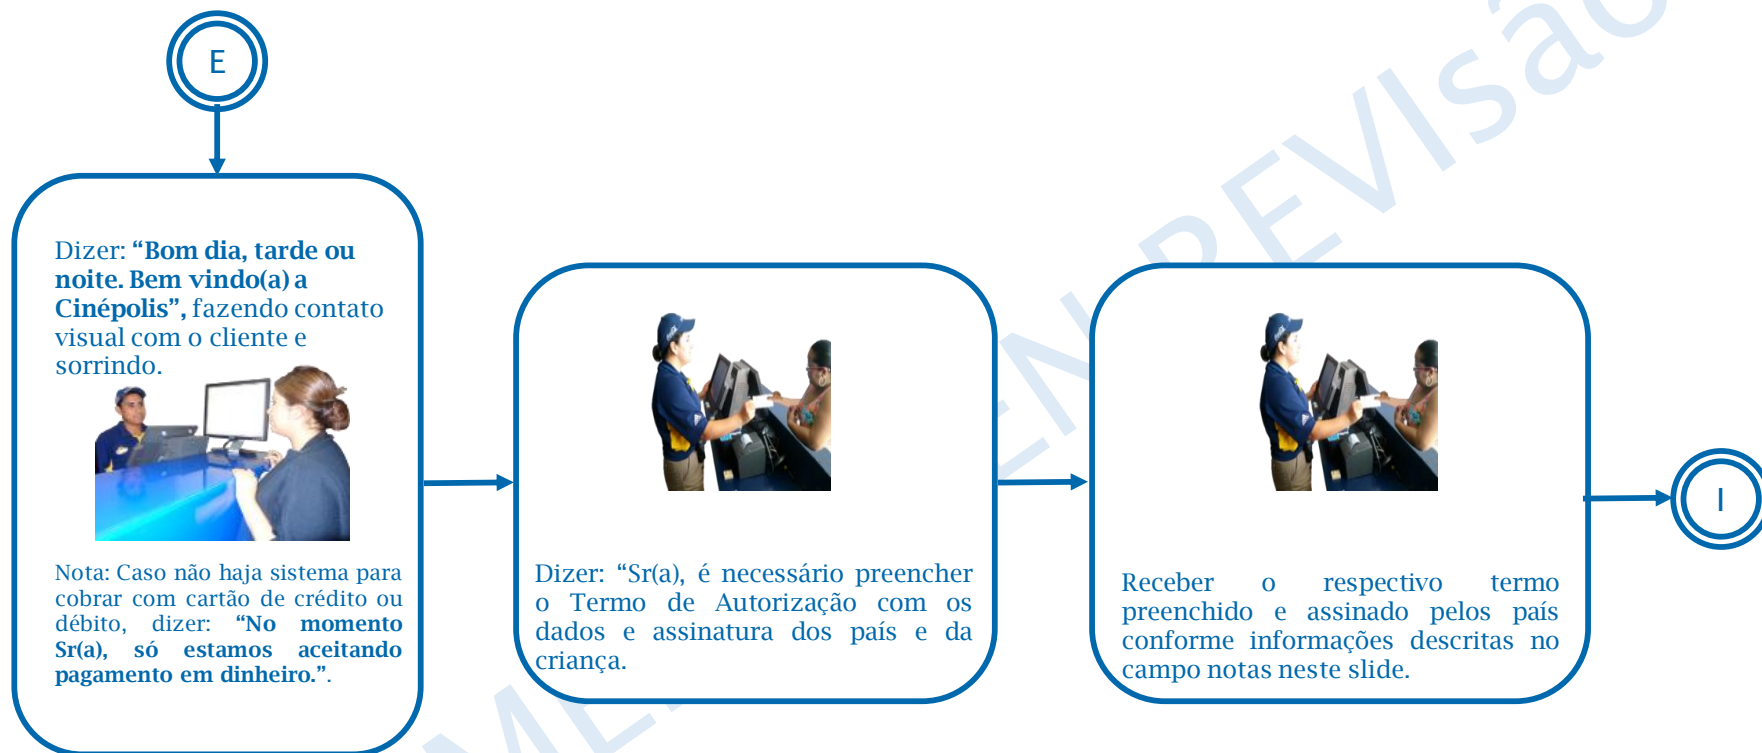 E
Dizer: “Bom dia, tarde ou
noite. Bem vindo(a) a
Cinépolis”, fazendo contato
visual com o cliente e
sorrindo.
Nota: Caso não haja sistema para
cobrar com cartão de crédito ou
débito, dizer: “No momento
Sr(a), só estamos aceitando
pagamento em dinheiro.”.
Dizer: “Sr(a), é necessário preencher
o Termo de Autorização com os
dados e assinatura dos país e da
criança.
Receber o respectivo termo
preenchido e assinado pelos país
conforme informações descritas no
campo notas neste slide.
I
EN REVIsão